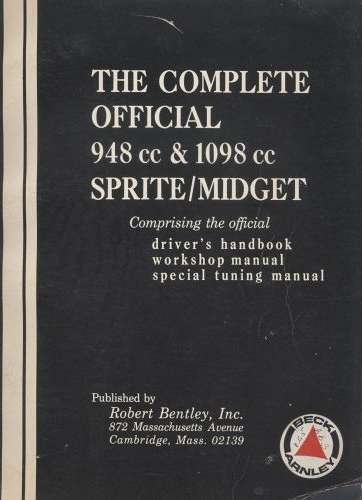 THE COMPLETE
OFFICIAL
948 cc & 1098 cc
SPRITE/MIDGET
Comprising the official
driver's handbook
workshop manual
special tuning manual
Published by
Robert Bentley, Inc.
872 Massachusetts Avenue
Cambridge, Mass. 02139
BECK
ARNLEY